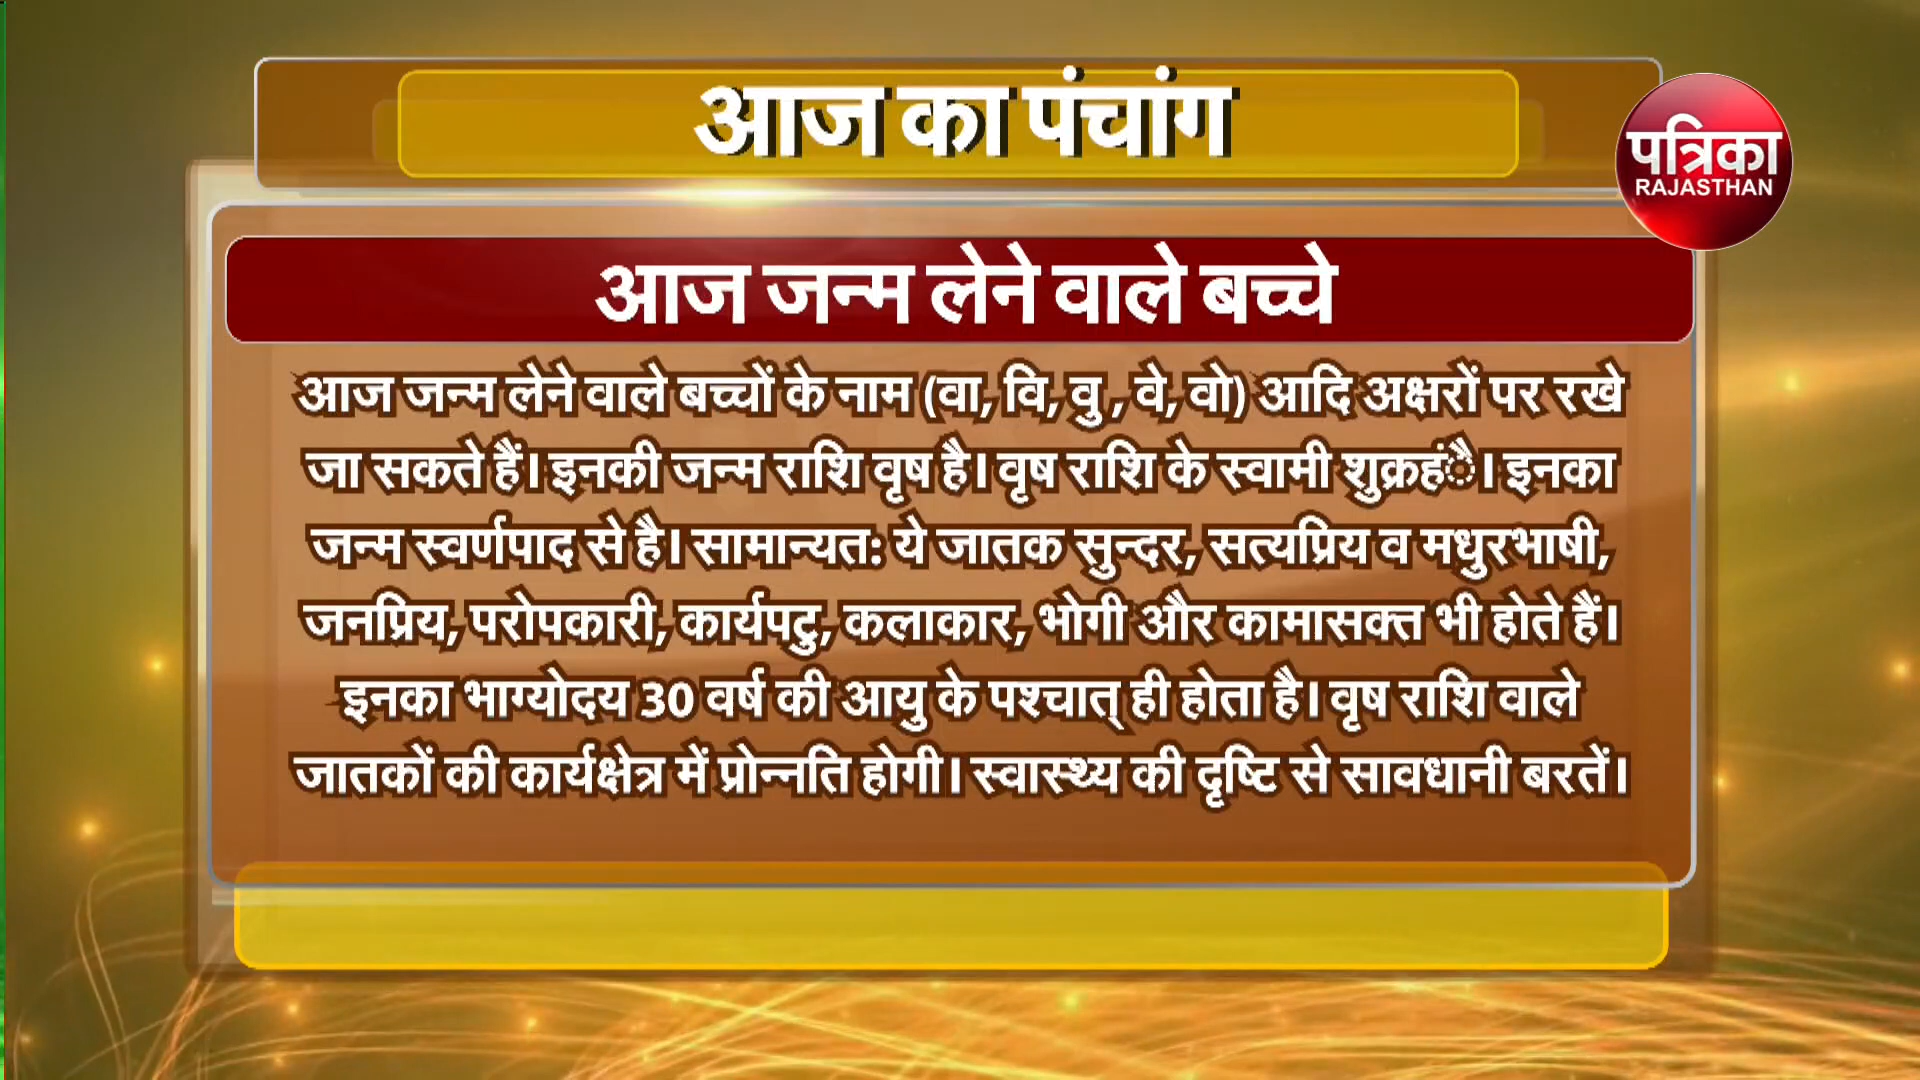 आज का पंचांग
पत्रिका
RAJASTHAN
आज जन्म लेने वाले बच्चे
आज जन्म लेने वाले बच्चों के नाम (वा, वि, वु , वे, वो) आदि अक्षरों पर रखे
जा सकते हैं। इनकी जन्म राशि वृष है। वृष राशि के स्वामी शुक्रहंै। इनका
जन्म स्वर्णपाद से है। सामान्यत: ये जातक सुन्दर, सत्यप्रिय व मधुरभाषी,
जनप्रिय, परोपकारी, कार्यपटु, कलाकार, भोगी और कामासक्त भी होते हैं।
इनका भाग्योदय 30 वर्ष की आयु के पश्चात् ही होता है। वृष राशि वाले
जातकों की कार्यक्षेत्र में प्रोन्नति होगी। स्वास्थ्य की दृष्टि से सावधानी बरतें।